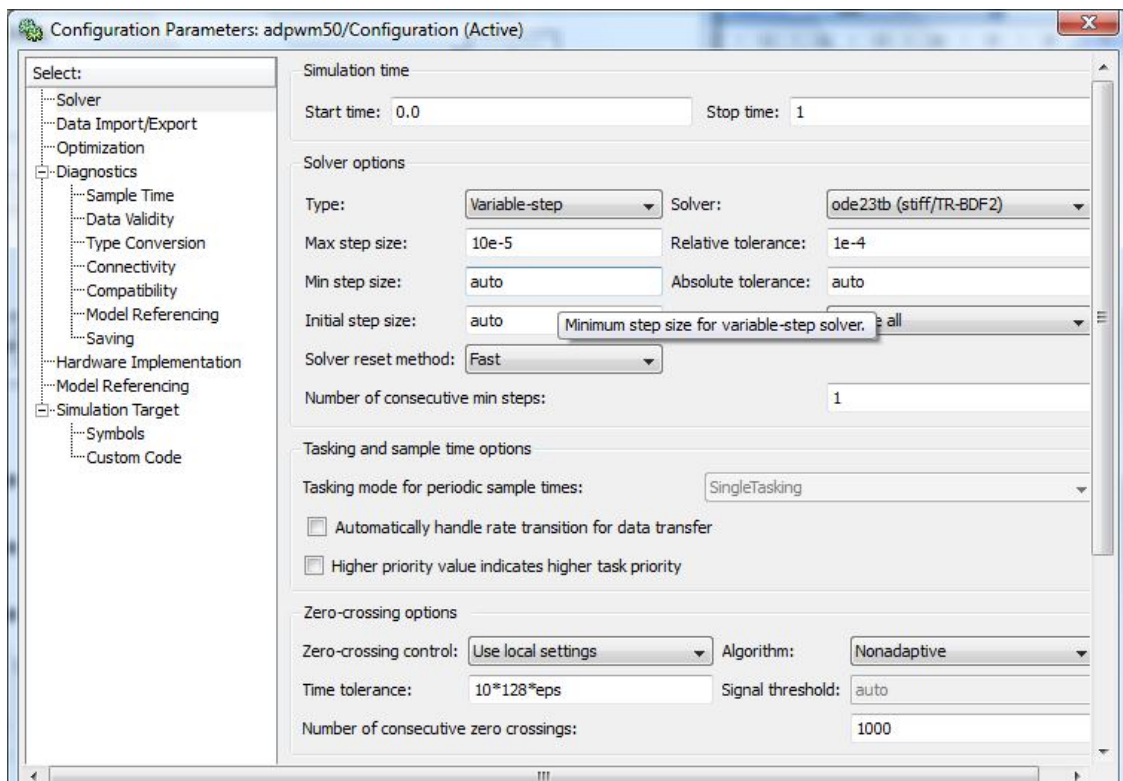 Configuration Parameters: adpwm50/Configuration (Active)
Select:
Solver
Data Import/Export
Optimization
Diagnostics
Sample Time
Data Validity
Type Conversion
Connectivity
Compatibility
Model Referencing
Saving
Hardware Implementation
Model Referencing
Simulation Target
Symbols
Custom Code
Simulation time
Start time: 0.0 Stop time: 1
Solver options
Type: Variable-step Solver: ode23tb (stiff/TR-BDF2)
Max step size: 10e-5 Relative tolerance: 1e-4
Min step size: auto Absolute tolerance: auto
Initial step size: auto all
Minimum step size for variable-step solver.
Solver reset method: Fast
Number of consecutive min steps: 1
Tasking and sample time options
Tasking mode for periodic sample times: SingleTasking
Automatically handle rate transition for data transfer
Higher priority value indicates higher task priority
Zero-crossing options
Zero-crossing control: Use local settings Algorithm: Nonadaptive
Time tolerance: 10*128*eps Signal threshold: auto
Number of consecutive zero crossings: 1000